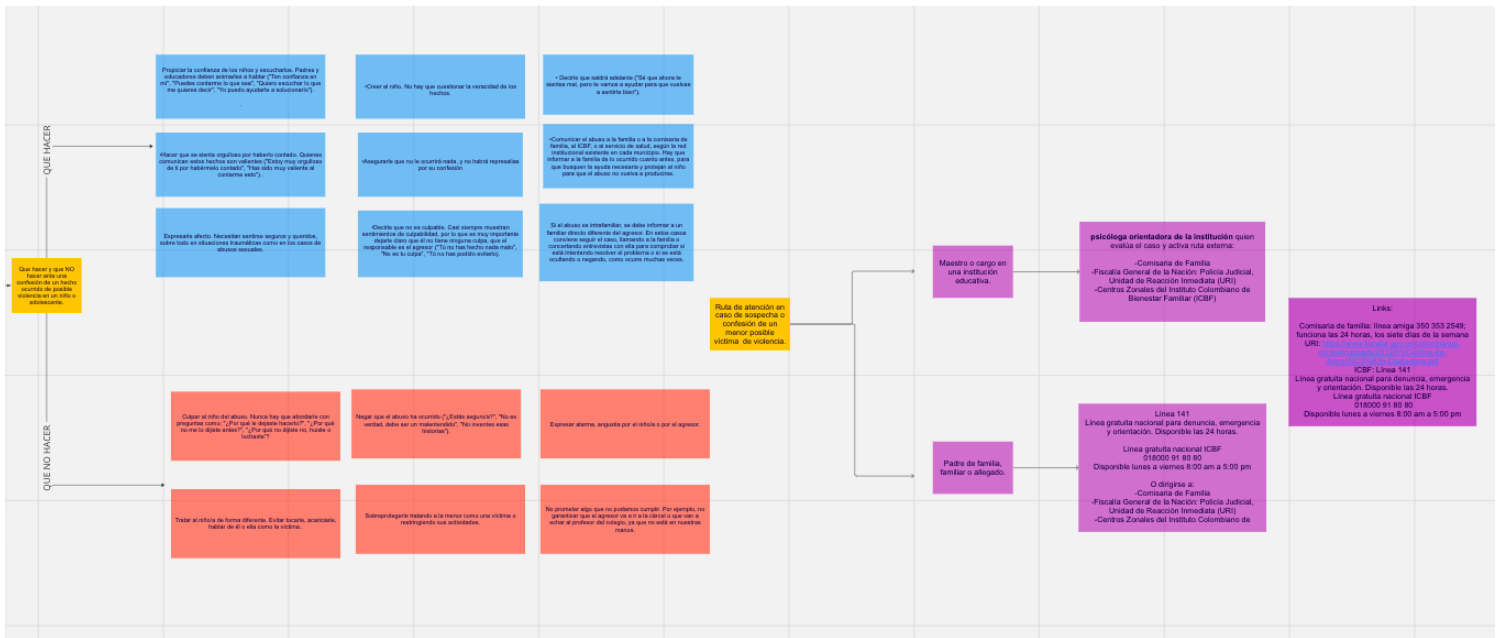 QUE HACER
QUE NO HACER
Que hacer y que NO
hacer ante una
confesión de un hecho
ocurrido de posible
violencia en un niño o
adolescente.
Propiciar la confianza de los niños y escucharlos. Padres y
educadores deben animarles a hablar ("Ten confianza en
mí", "Puedes contarme lo que sea", "Quiero escuchar lo que
me quieres decir", "Yo puedo ayudarte a solucionarlo").
.
•Creer al niño. No hay que cuestionar la veracidad de los
hechos.
• Decirle que saldrá adelante ("Sé que ahora te
sientes mal, pero te vamos a ayudar para que vuelvas
a sentirte bien").
•Hacer que se sienta orgulloso por haberlo contado. Quienes
comunican estos hechos son valientes ("Estoy muy orgulloso
de ti por habérmelo contado", "Has sido muy valiente al
contarme esto")..
•Asegurarle que no le ocurrirá nada, y no habrá represalias
por su confesión
•Comunicar el abuso a la familia o a la comisaría de
familia, al ICBF, o al servicio de salud, según la red
institucional existente en cada municipio. Hay que
informar a la familia de lo ocurrido cuanto antes, para
que busquen la ayuda necesaria y protejan al niño
para que el abuso no vuelva a producirse.
Expresarle afecto. Necesitan sentirse seguros y queridos,
sobre todo en situaciones traumáticas como en los casos de
abusos sexuales.
•Decirle que no es culpable. Casi siempre muestran
sentimientos de culpabilidad, por lo que es muy importante
dejarle claro que él no tiene ninguna culpa, que el
responsable es el agresor ("Tú no has hecho nada malo",
"No es tu culpa", "Tú no has podido evitarlo).
Si el abuso es intrafamiliar, se debe informar a un
familiar directo diferente del agresor. En estos casos
conviene seguir el caso, llamando a la familia o
concertando entrevistas con ella para comprobar si
está intentando resolver el problema o si se está
ocultando o negando, como ocurre muchas veces.
Culpar al niño del abuso. Nunca hay que abordarle con
preguntas como: "¿Por qué le dejaste hacerlo?", "¿Por qué
no me lo dijiste antes?", "¿Por qué no dijiste no, huiste o
luchaste"?
Negar que el abuso ha ocurrido ("¿Estás seguro/a?", "No es
verdad, debe ser un malentendido", "No inventes esas
historias").
Expresar alarma, angustia por el niño/a o por el agresor.
Tratar al niño/a de forma diferente. Evitar tocarle, acariciarle,
hablar de él o ella como la víctima.
Sobreprotegerle tratando a la menor como una víctima o
restringiendo sus actividades.
No prometer algo que no podamos cumplir. Por ejemplo, no
garantizar que el agresor va a ir a la cárcel o que van a
echar al profesor del colegio, ya que no está en nuestras
manos.
Ruta de atención en
caso de sospecha o
confesión de un
menor posible
víctima de violencia.
Maestro o cargo en
una institución
educativa.
psicóloga orientadora de la institución quien
evalúa el caso y activa ruta externa:
-Comisaria de Familia
-Fiscalía General de la Nación: Policía Judicial,
Unidad de Reacción Inmediata (URI)
-Centros Zonales del Instituto Colombiano de
Bienestar Familiar (ICBF)
Padre de familia,
familiar o allegado.
Línea 141
Línea gratuita nacional para denuncia, emergencia
y orientación. Disponible las 24 horas.
Línea gratuita nacional ICBF
018000 91 80 80
Disponible lunes a viernes 8:00 am a 5:00 pm
O dirigirse a:
-Comisaria de Familia
-Fiscalía General de la Nación: Policía Judicial,
Unidad de Reacción Inmediata (URI)
-Centros Zonales del Instituto Colombiano de
Links:
Comisaria de familia: línea amiga 350 353 2549;
funciona las 24 horas, los siete días de la semana
URI:
ICBF: Línea 141
Línea gratuita nacional para denuncia, emergencia
y orientación. Disponible las 24 horas.
Línea gratuita nacional ICBF
018000 91 80 80
Disponible lunes a viernes 8:00 am a 5:00 pm